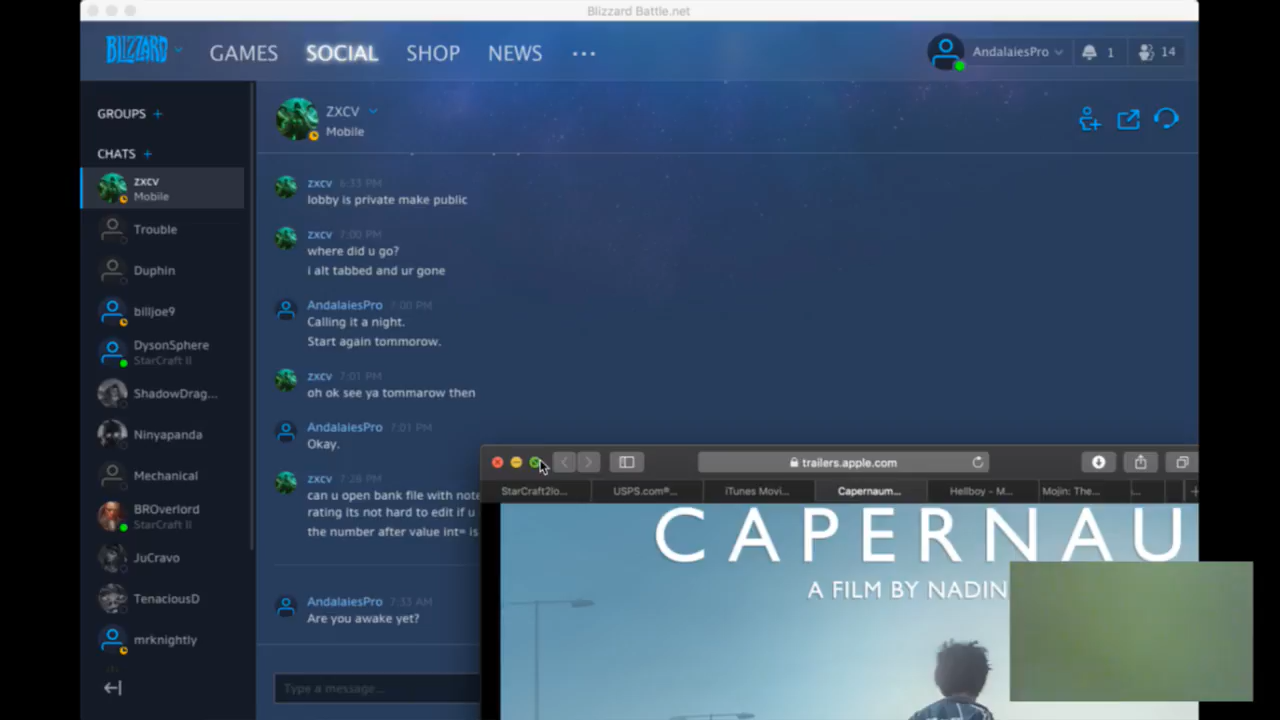 Blizzard Battle.net
BLIZZARD
GAMES
SOCIAL
SHOP
NEWS
AndalaiesPro
1
14
GROUPS +
CHATS +
zxcv
Mobile
Trouble
Duphin
billjoe9
DysonSphere
StarCraft II
ShadowDrag...
Ninyapanda
Mechanical
BROverlord
StarCraft II
JuCravo
TenaciousD
mrknightly
ZXCV
Mobile
zxcv 6:33 PM
lobby is private make public
zxcv 7:00 PM
where did u go?
i alt tabbed and ur gone
AndalaiesPro 7:00 PM
Calling it a night.
Start again tommorow.
zxcv 7:01 PM
oh ok see ya tommarow then
AndalaiesPro 7:01 PM
Okay.
zxcv 7:28 PM
can u open bank file with note
rating its not hard to edit if u
the number after value int= is
AndalaiesPro 7:33 AM
Are you awake yet?
Type a message...
trailers.apple.com
StarCraft2lo...
USPS.com®...
iTunes Movi...
Capernaum...
Hellboy - M...
Mojin: The...
CAPERNAU
A FILM BY NADIN